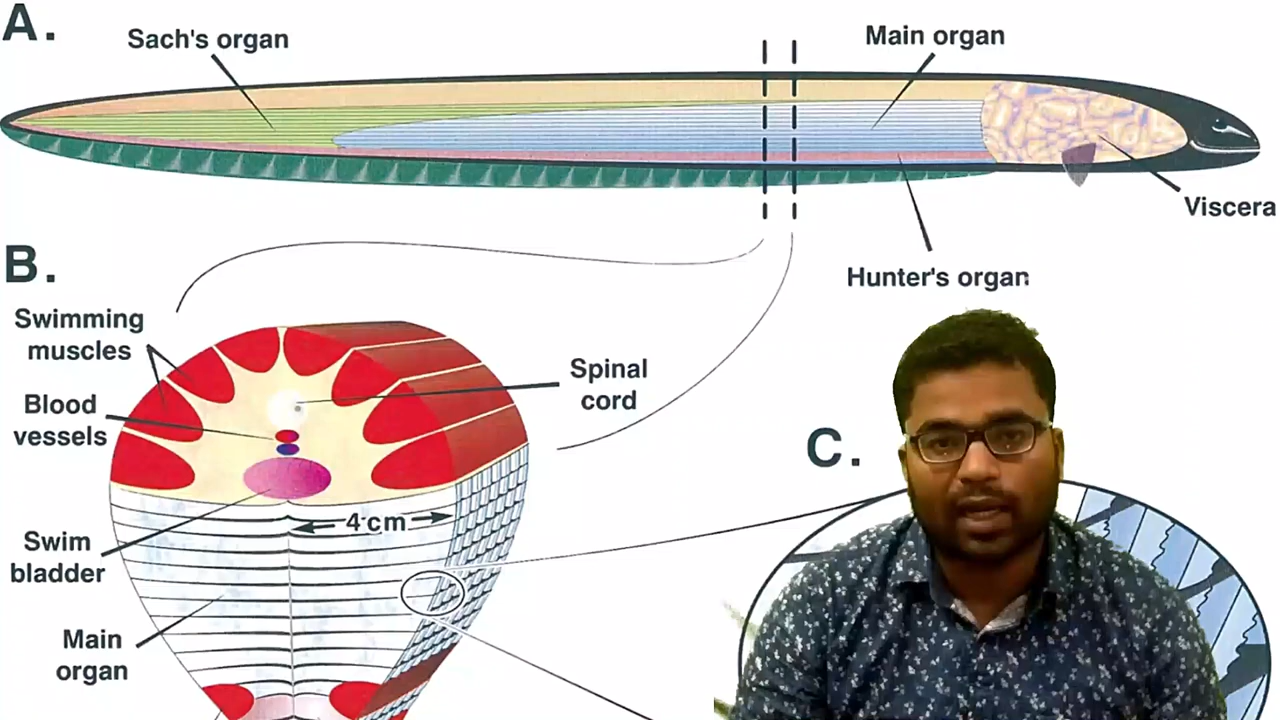 A.
Sach's organ
Main organ
Viscera
Hunter's organ
B.
Swimming
muscles
Blood
vessels
Spinal
cord
C.
4 cm
Swim
bladder
Main
organ